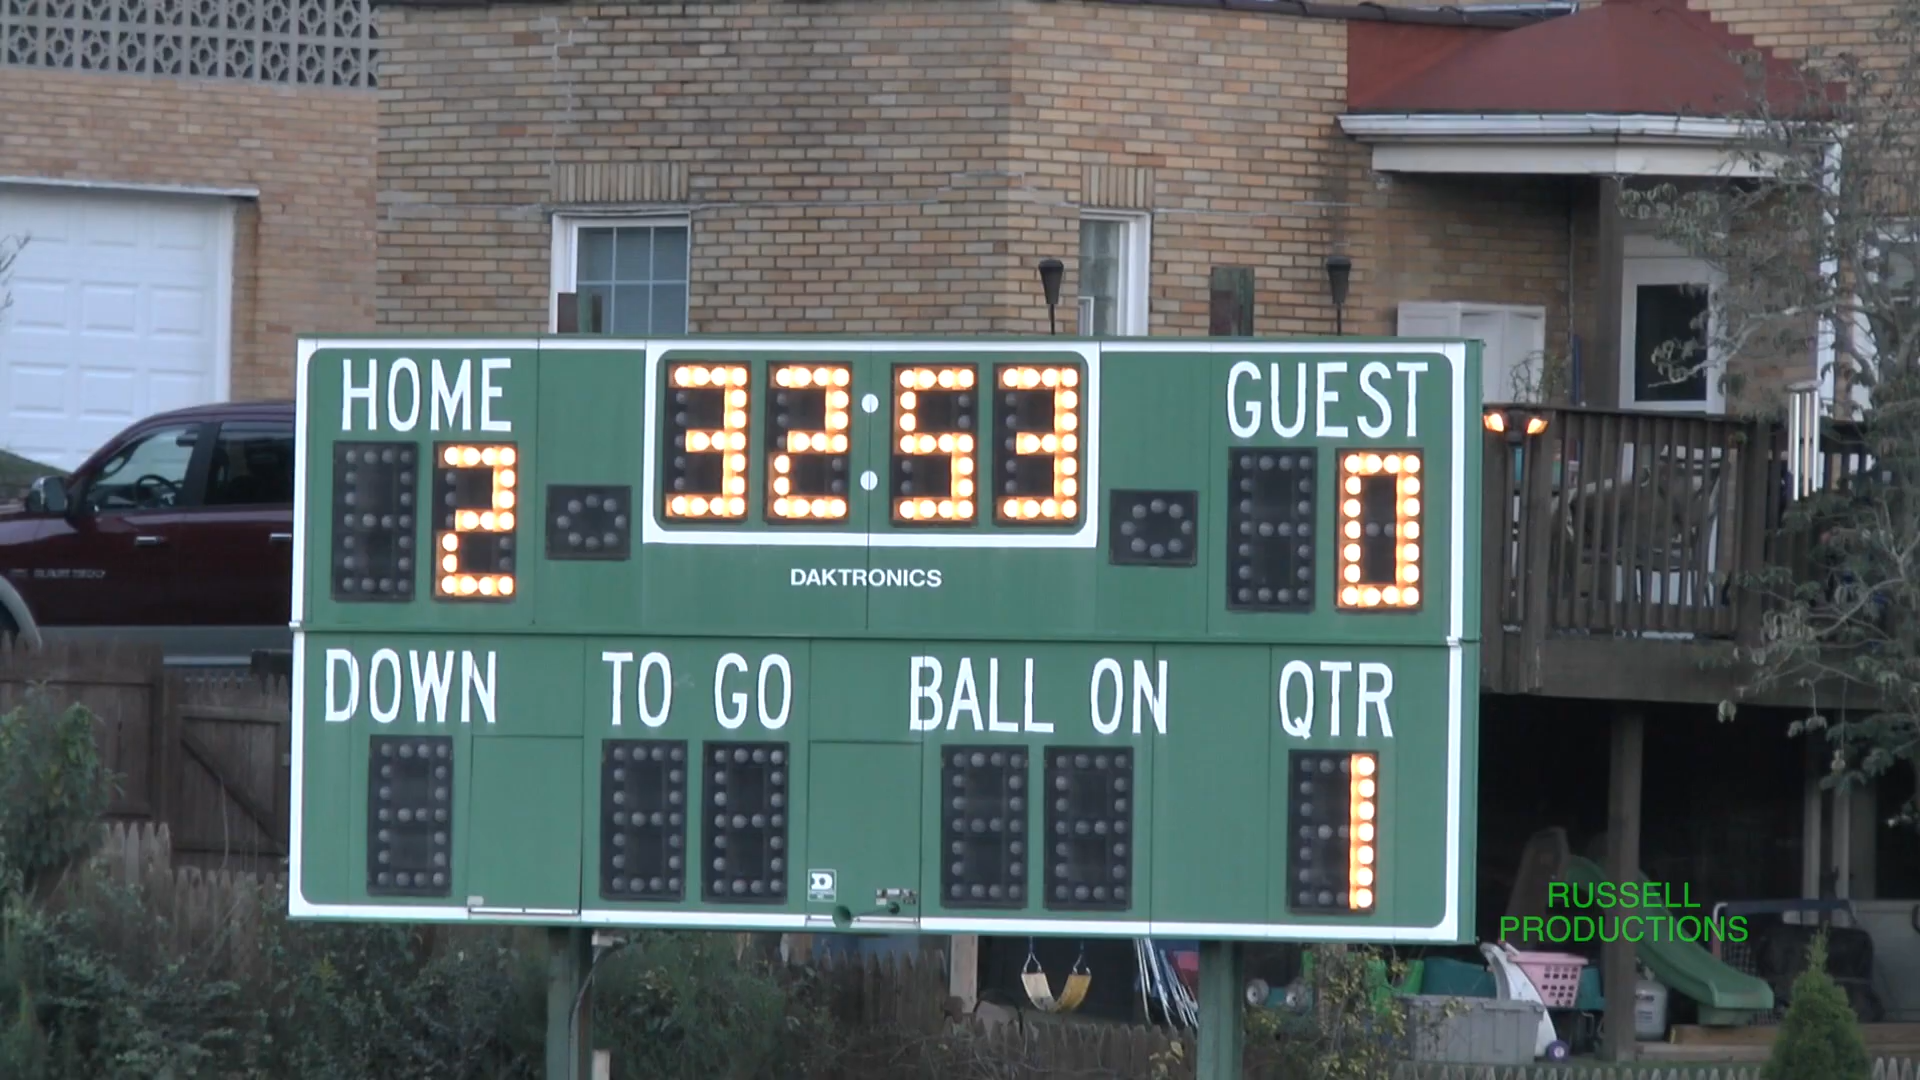 HOME 32:53 GUEST
2 0
DAKTRONICS
DOWN TO GO BALL ON QTR
1
RUSSELL
PRODUCTIONS